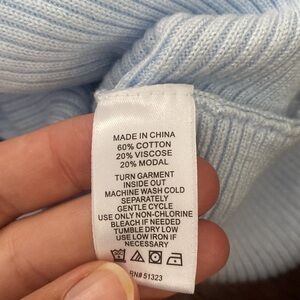 MADE IN CHINA
60% COTTON
20% VISCOSE
20% MODAL
TURN GARMENT
INSIDE OUT
MACHINE WASH COLD
SEPARATELY
GENTLE CYCLE
USE ONLY NON-CHLORINE
BLEACH IF NEEDED
TUMBLE DRY LOW
USE LOW IRON IF
NECESSARY
RN# 51323